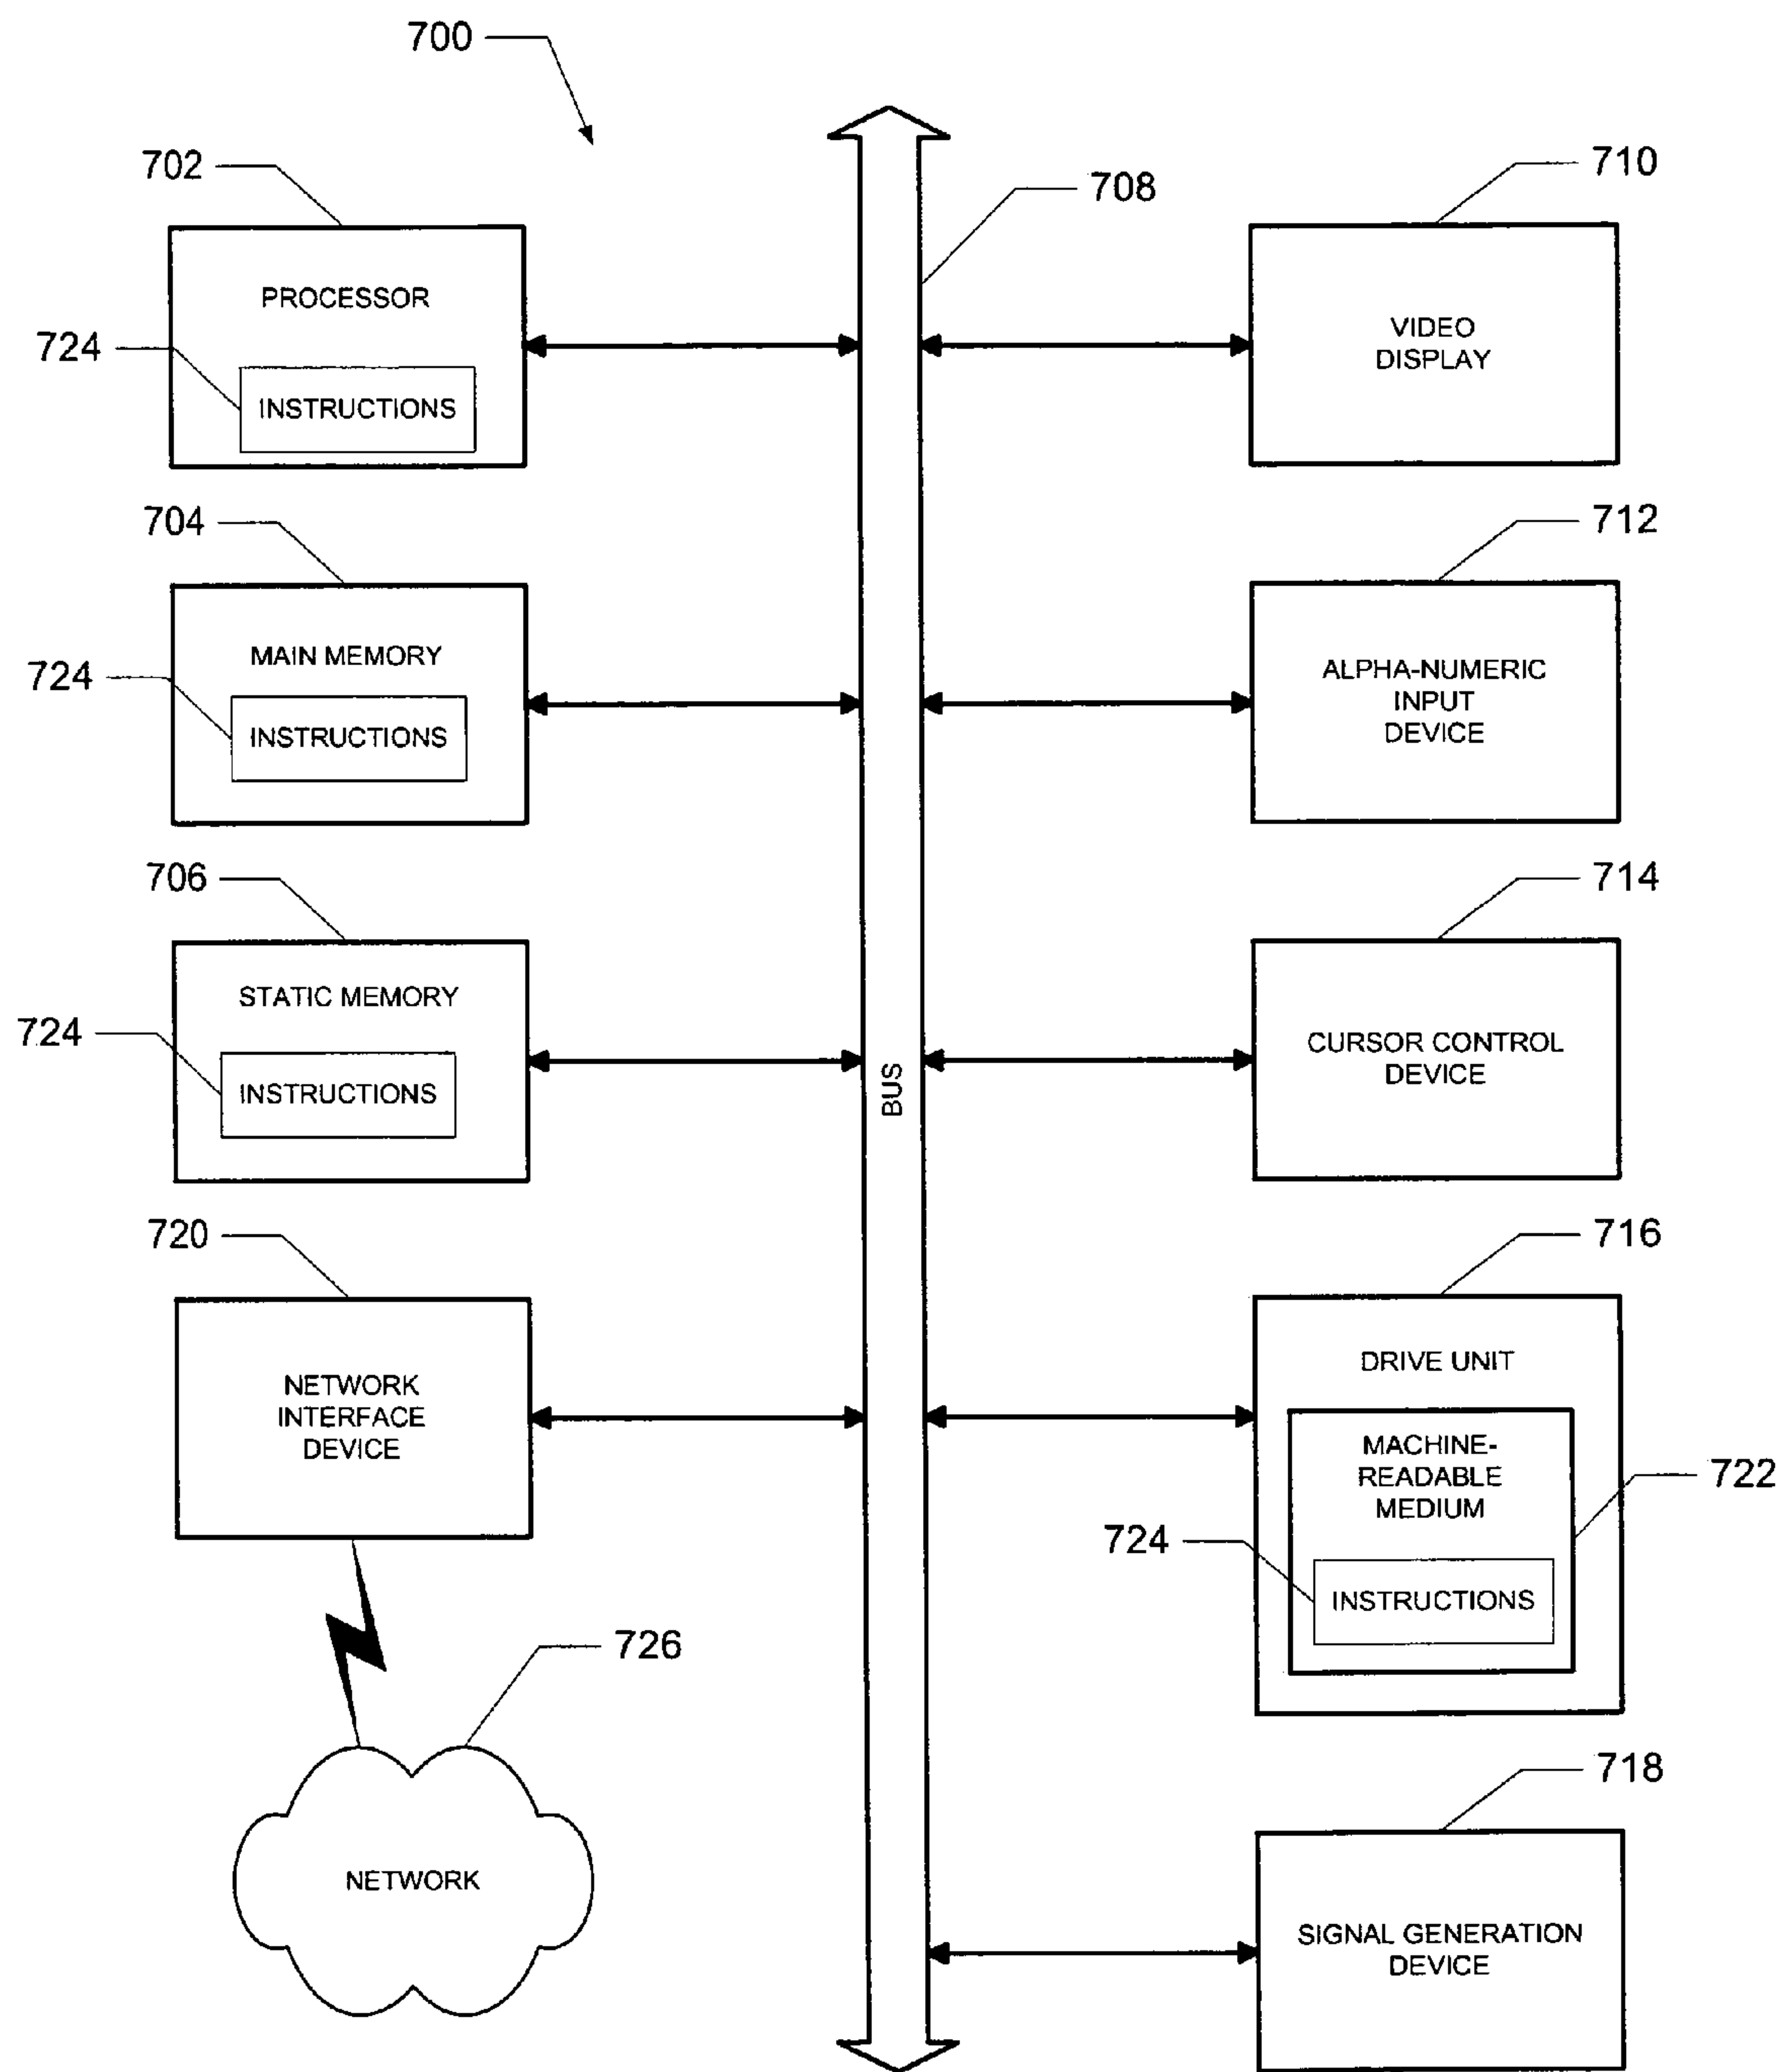 700
702
PROCESSOR
724
INSTRUCTIONS
704
MAIN MEMORY
724
INSTRUCTIONS
706
STATIC MEMORY
724
INSTRUCTIONS
720
NETWORK
INTERFACE
DEVICE
726
NETWORK
708
BUS
710
VIDEO
DISPLAY
712
ALPHA-NUMERIC
INPUT
DEVICE
714
CURSOR CONTROL
DEVICE
716
DRIVE UNIT
MACHINE-
READABLE
MEDIUM
722
724
INSTRUCTIONS
718
SIGNAL GENERATION
DEVICE